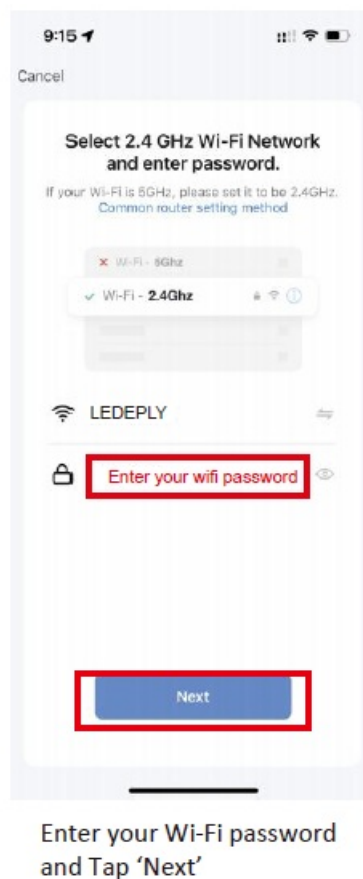 9:15
Cancel
Select 2.4 GHz Wi-Fi Network
and enter password.
If your Wi-Fi is 5GHz, please set it to be 2.4GHz.
Common router setting method
Wi-Fi - 5Ghz
Wi-Fi - 2.4Ghz
LEDEPLY
Enter your wifi password
Next
Enter your Wi-Fi password
and Tap ‘Next’